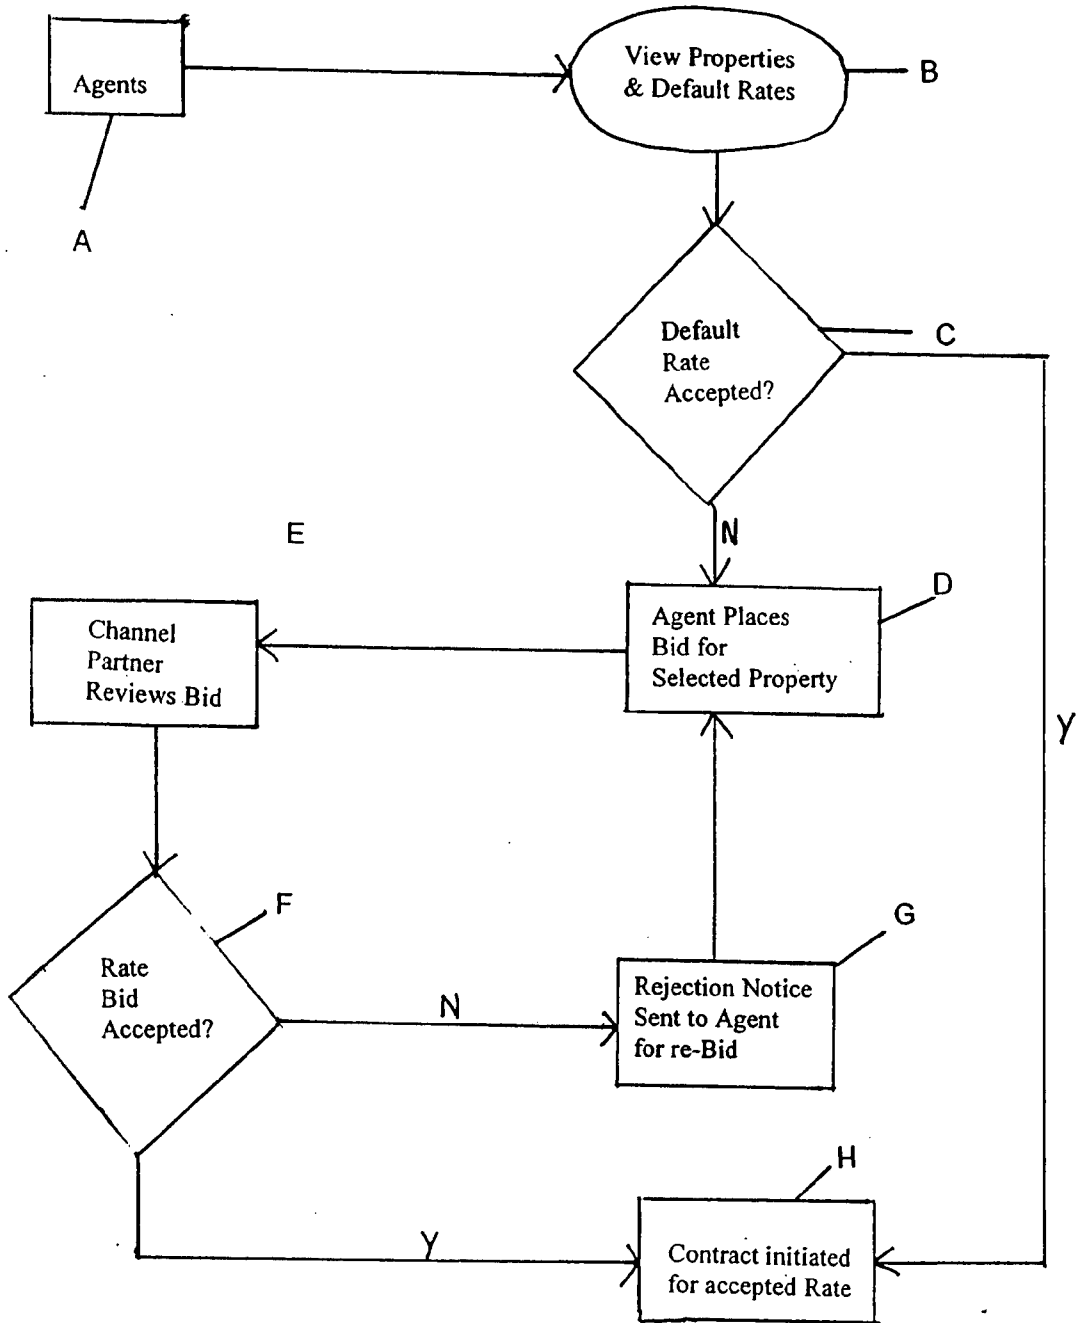 Agents
View Properties
& Default Rates
B
A
Default
Rate
Accepted?
C
N
E
D
Agent Places
Bid for
Selected Property
Channel
Partner
Reviews Bid
Y
F
G
Rate
Bid
Accepted?
N
Rejection Notice
Sent to Agent
for re-Bid
H
Y
Contract initiated
for accepted Rate